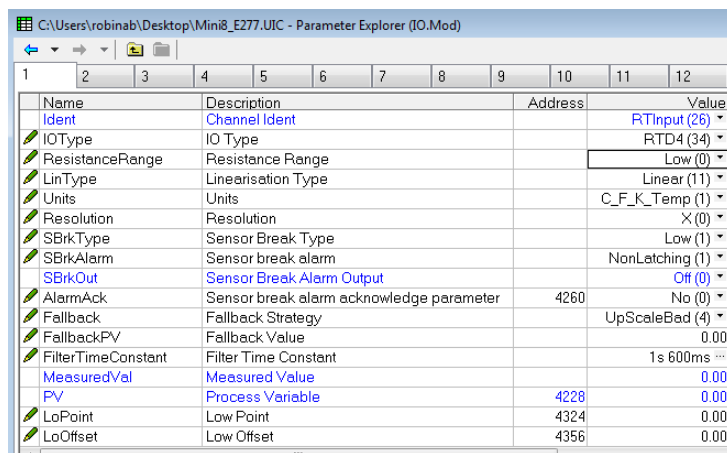 C:\Users\robinab\Desktop\Mini8_E277.UIC - Parameter Explorer (IO.Mod)
1 2 3 4 5 6 7 8 9 10 11 12
Name Description Address Value
Ident Channel Ident RTInput (26)
IOType IO Type RTD4 (34)
ResistanceRange Resistance Range Low (0)
LinType Linearisation Type Linear (11)
Units Units C_F_K_Temp (1)
Resolution Resolution X (0)
SBrkType Sensor Break Type Low (1)
SBrkAlarm Sensor break alarm NonLatching (1)
SBrkOut Sensor Break Alarm Output Off (0)
AlarmAck Sensor break alarm acknowledge parameter 4260 No (0)
Fallback Fallback Strategy UpScaleBad (4)
FallbackPV Fallback Value 0.00
FilterTimeConstant Filter Time Constant 1s 600ms ...
MeasuredVal Measured Value 0.00
PV Process Variable 4228 0.00
LoPoint Low Point 4324 0.00
LoOffset Low Offset 4356 0.00